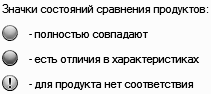 Значки состояний сравнения продуктов:
- полностью совпадают
- есть отличия в характеристиках
! - для продукта нет соответствия